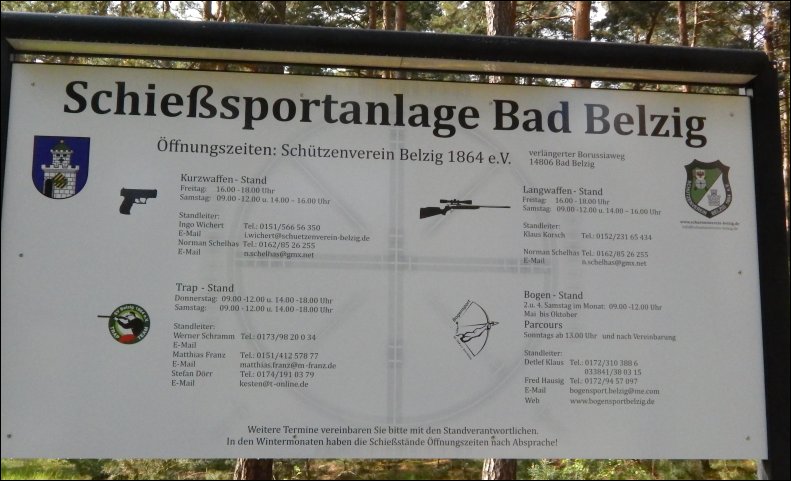 Schießsportanlage Bad Belzig
Öffnungszeiten: Schützenverein Belzig 1864 e.V.
verlängerter Borussiaweg
14806 Bad Belzig
Kurzwaffen - Stand
Freitag: 16.00 -18.00 Uhr
Samstag: 09.00 -12.00 u. 14.00 – 16.00 Uhr
Standleiter:
Ingo Wichert Tel.: 0151/566 56 350
E-Mail i.wichert@schuetzenverein-belzig.de
Norman Schelhas Tel.: 0162/85 26 255
E-Mail n.schelhas@gmx.net
Langwaffen - Stand
Freitag: 16.00 -18.00 Uhr
Samstag: 09.00 -12.00 u. 14.00 – 16.00 Uhr
Standleiter:
Klaus Korsch Tel.: 0152/231 65 434
Norman Schelhas Tel.: 0162/85 26 255
E-Mail n.schelhas@gmx.net
www.schuetzenverein-belzig.de
info@schuetzenverein-belzig.de
Trap - Stand
Donnerstag: 09.00 -12.00 u. 14.00 -18.00 Uhr
Samstag: 09.00 -12.00 u. 14.00 -18.00 Uhr
Standleiter:
Werner Schramm Tel.: 0173/98 20 0 34
E-Mail
Matthias Franz Tel.: 0151/412 578 77
E-Mail matthias.franz@m-franz.de
Stefan Dörr Tel.: 0174/191 03 79
E-Mail kesten@t-online.de
Bogensport
Bogen - Stand
2 u. 4. Samstag im Monat: 09.00 -12.00 Uhr
Mai bis Oktober
Parcours
Sonntags ab 13.00 Uhr und nach Vereinbarung
Standleiter:
Detlef Klaus Tel.: 0172/310 388 6
033841/38 03 15
Fred Hausig Tel.: 0172/94 57 097
E-Mail bogensport.belzig@me.com
Web www.bogensportbelzig.de
Weitere Termine vereinbaren Sie bitte mit den Standverantwortlichen.
In den Wintermonaten haben die Schießstände Öffnungszeiten nach Absprache!